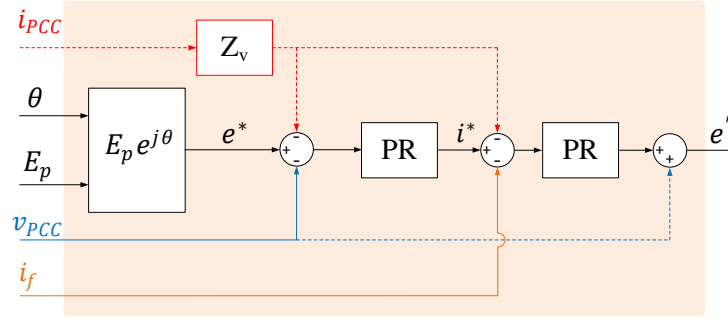 i_PCC
Z_v
θ
E_p e^{jθ}
e*
PR
i*
PR
e'
E_p
v_PCC
i_f
+
-
-
+
-
-
+
+